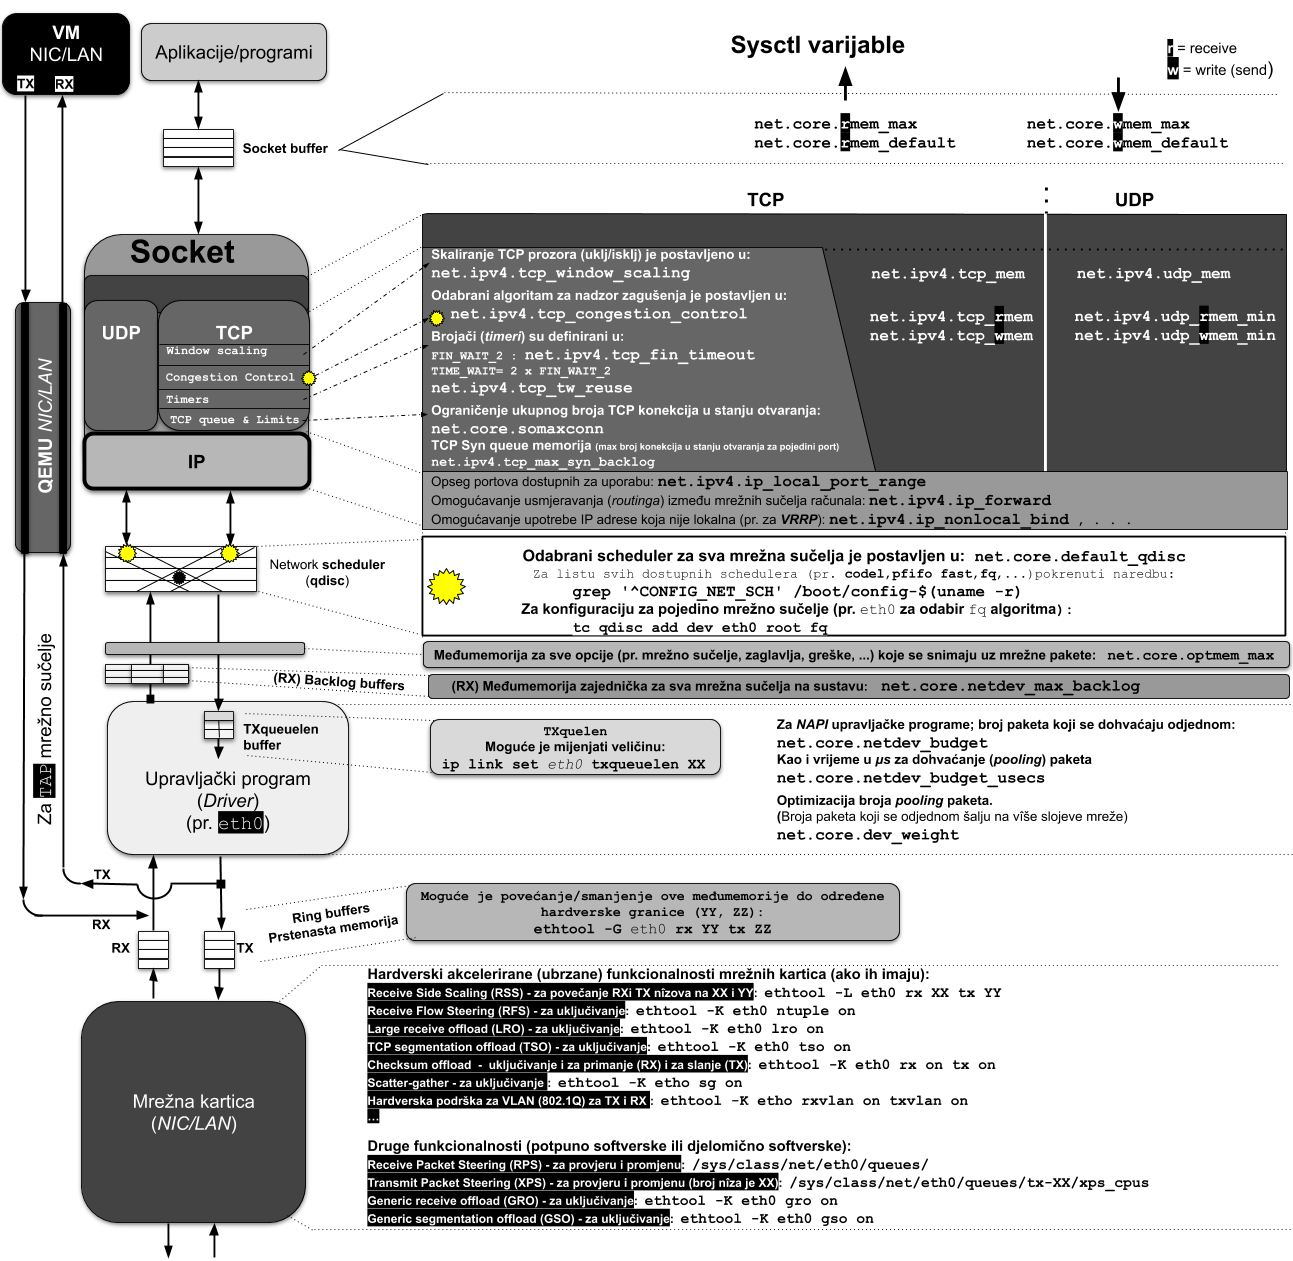 VM
NIC/LAN
TX RX
Aplikacije/programi
Sysctl varijable
r = receive
w = write (send)
Socket buffer
net.core.rmem_max
net.core.rmem_default
net.core.wmem_max
net.core.wmem_default
TCP
UDP
Socket
UDP
TCP
Window scaling
Congestion Control
Timers
TCP queue & Limits
IP
QEMU NIC/LAN
Skaliranje TCP prozora (uklj/isklj) je postavljeno u:
net.ipv4.tcp_window_scaling
Odabrani algoritam za nadzor zagušenja je postavljen u:
net.ipv4.tcp_congestion_control
Brojači (timeri) su definirani u:
FIN_WAIT_2 : net.ipv4.tcp_fin_timeout
TIME_WAIT= 2 x FIN_WAIT_2
net.ipv4.tcp_tw_reuse
Ograničenje ukupnog broja TCP konekcija u stanju otvaranja:
net.core.somaxconn
TCP Syn queue memorija (max broj konekcija u stanju otvaranja za pojedini port)
net.ipv4.tcp_max_syn_backlog
net.ipv4.tcp_mem
net.ipv4.tcp_rmem
net.ipv4.tcp_wmem
net.ipv4.udp_mem
net.ipv4.udp_rmem_min
net.ipv4.udp_wmem_min
Opseg portova dostupnih za uporabu: net.ipv4.ip_local_port_range
Omogućavanje usmjeravanja (routinga) između mrežnih sučelja računala: net.ipv4.ip_forward
Omogućavanje upotrebe IP adrese koja nije lokalna (pr. za VRRP): net.ipv4.ip_nonlocal_bind , . . .
Network scheduler
(qdisc)
Odabrani scheduler za sva mrežna sučelja je postavljen u: net.core.default_qdisc
Za listu svih dostupnih schedulera (pr. codel,pfifo fast,fq,...)pokrenuti naredbu:
grep '^CONFIG_NET_SCH' /boot/config-$(uname -r)
Za konfiguraciju za pojedino mrežno sučelje (pr. eth0 za odabir fq algoritma) :
tc qdisc add dev eth0 root fq
Međumemorija za sve opcije (pr. mrežno sučelje, zaglavlja, greške, ...) koje se snimaju uz mrežne pakete: net.core.optmem_max
(RX) Backlog buffers
(RX) Međumemorija zajednička za sva mrežna sučelja na sustavu: net.core.netdev_max_backlog
Za TAP mrežno sučelje
TXqueuelen
buffer
Upravljački program
(Driver)
(pr. eth0)
TXquelen
Moguće je mijenjati veličinu:
ip link set eth0 txqueuelen XX
Za NAPI upravljačke programe; broj paketa koji se dohvaćaju odjednom:
net.core.netdev_budget
Kao i vrijeme u µs za dohvaćanje (pooling) paketa
net.core.netdev_budget_usecs
Optimizacija broja pooling paketa.
(Broja paketa koji se odjednom šalju na više slojeve mreže)
net.core.dev_weight
TX
RX
RX
TX
Ring buffers
Prstenasta memorija
Moguće je povećanje/smanjenje ove međumemorije do određene
hardverske granice (YY, ZZ):
ethtool -G eth0 rx YY tx ZZ
Mrežna kartica
(NIC/LAN)
Hardverski akcelerirane (ubrzane) funkcionalnosti mrežnih kartica (ako ih imaju):
Receive Side Scaling (RSS) - za povečanje RXi TX nizova na XX i YY: ethtool -L eth0 rx XX tx YY
Receive Flow Steering (RFS) - za uključivanje: ethtool -K eth0 ntuple on
Large receive offload (LRO) - za uključivanje: ethtool -K eth0 lro on
TCP segmentation offload (TSO) - za uključivanje: ethtool -K eth0 tso on
Checksum offload - uključivanje i za primanje (RX) i za slanje (TX): ethtool -K eth0 rx on tx on
Scatter-gather - za uključivanje : ethtool -K etho sg on
Hardverska podrška za VLAN (802.1Q) za TX i RX : ethtool -K etho rxvlan on txvlan on
...
Druge funkcionalnosti (potpuno softverske ili djelomično softverske):
Receive Packet Steering (RPS) - za provjeru i promjenu: /sys/class/net/eth0/queues/
Transmit Packet Steering (XPS) - za provjeru i promjenu (broj niza je XX): /sys/class/net/eth0/queues/tx-XX/xps_cpus
Generic receive offload (GRO) - za uključivanje: ethtool -K eth0 gro on
Generic segmentation offload (GSO) - za uključivanje: ethtool -K eth0 gso on